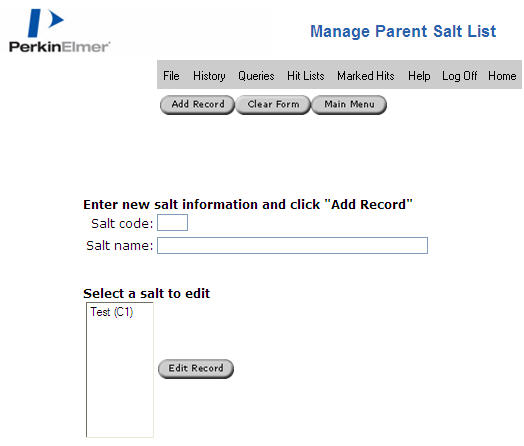 PerkinElmer
Manage Parent Salt List
File History Queries Hit Lists Marked Hits Help Log Off Home
Add Record Clear Form Main Menu
Enter new salt information and click "Add Record"
Salt code:
Salt name:
Select a salt to edit
Test (C1)
Edit Record